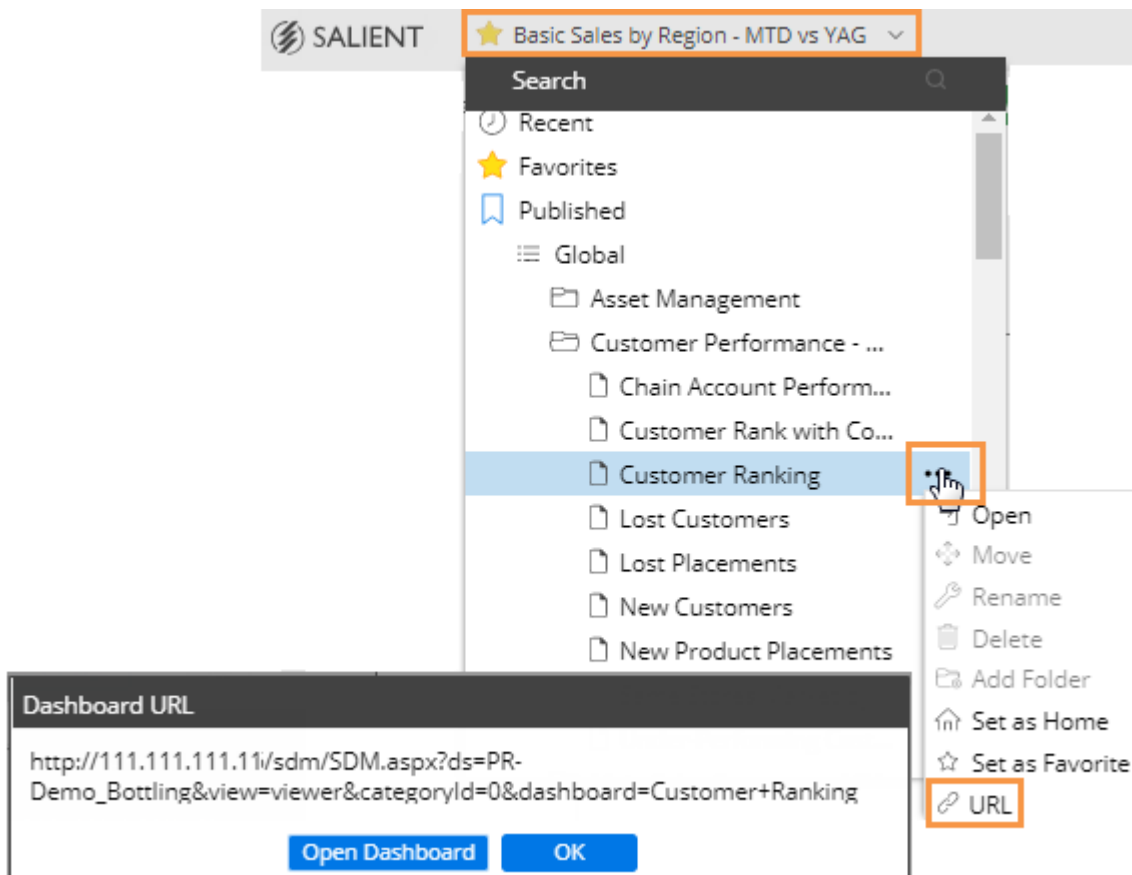 SALIENT
Basic Sales by Region - MTD vs YAG
Search
Recent
Favorites
Published
Global
Asset Management
Customer Performance - ...
Chain Account Perform...
Customer Rank with Co...
Customer Ranking
Lost Customers
Lost Placements
New Customers
New Product Placements
Open
Move
Rename
Delete
Add Folder
Set as Home
Set as Favorite
URL
Dashboard URL
http://111.111.111.11/sdm/SDM.aspx?ds=PR-
Demo_Bottling&view=viewer&categoryId=0&dashboard=Customer+Ranking
Open Dashboard
OK